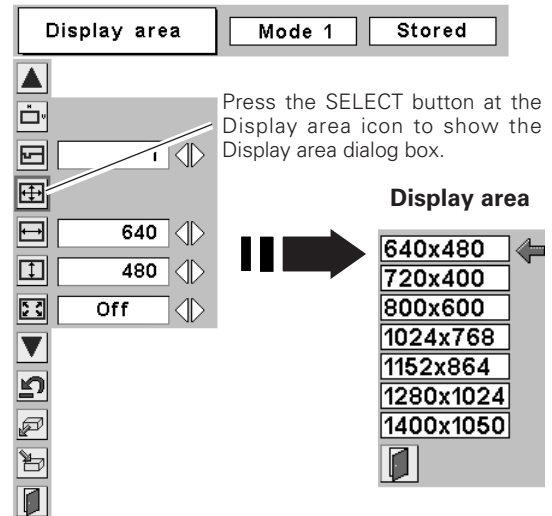 Display area Mode 1 Stored
Press the SELECT button at the
Display area icon to show the
Display area dialog box.
1
Display area
640
480
Off
640x480
720x400
800x600
1024x768
1152x864
1280x1024
1400x1050